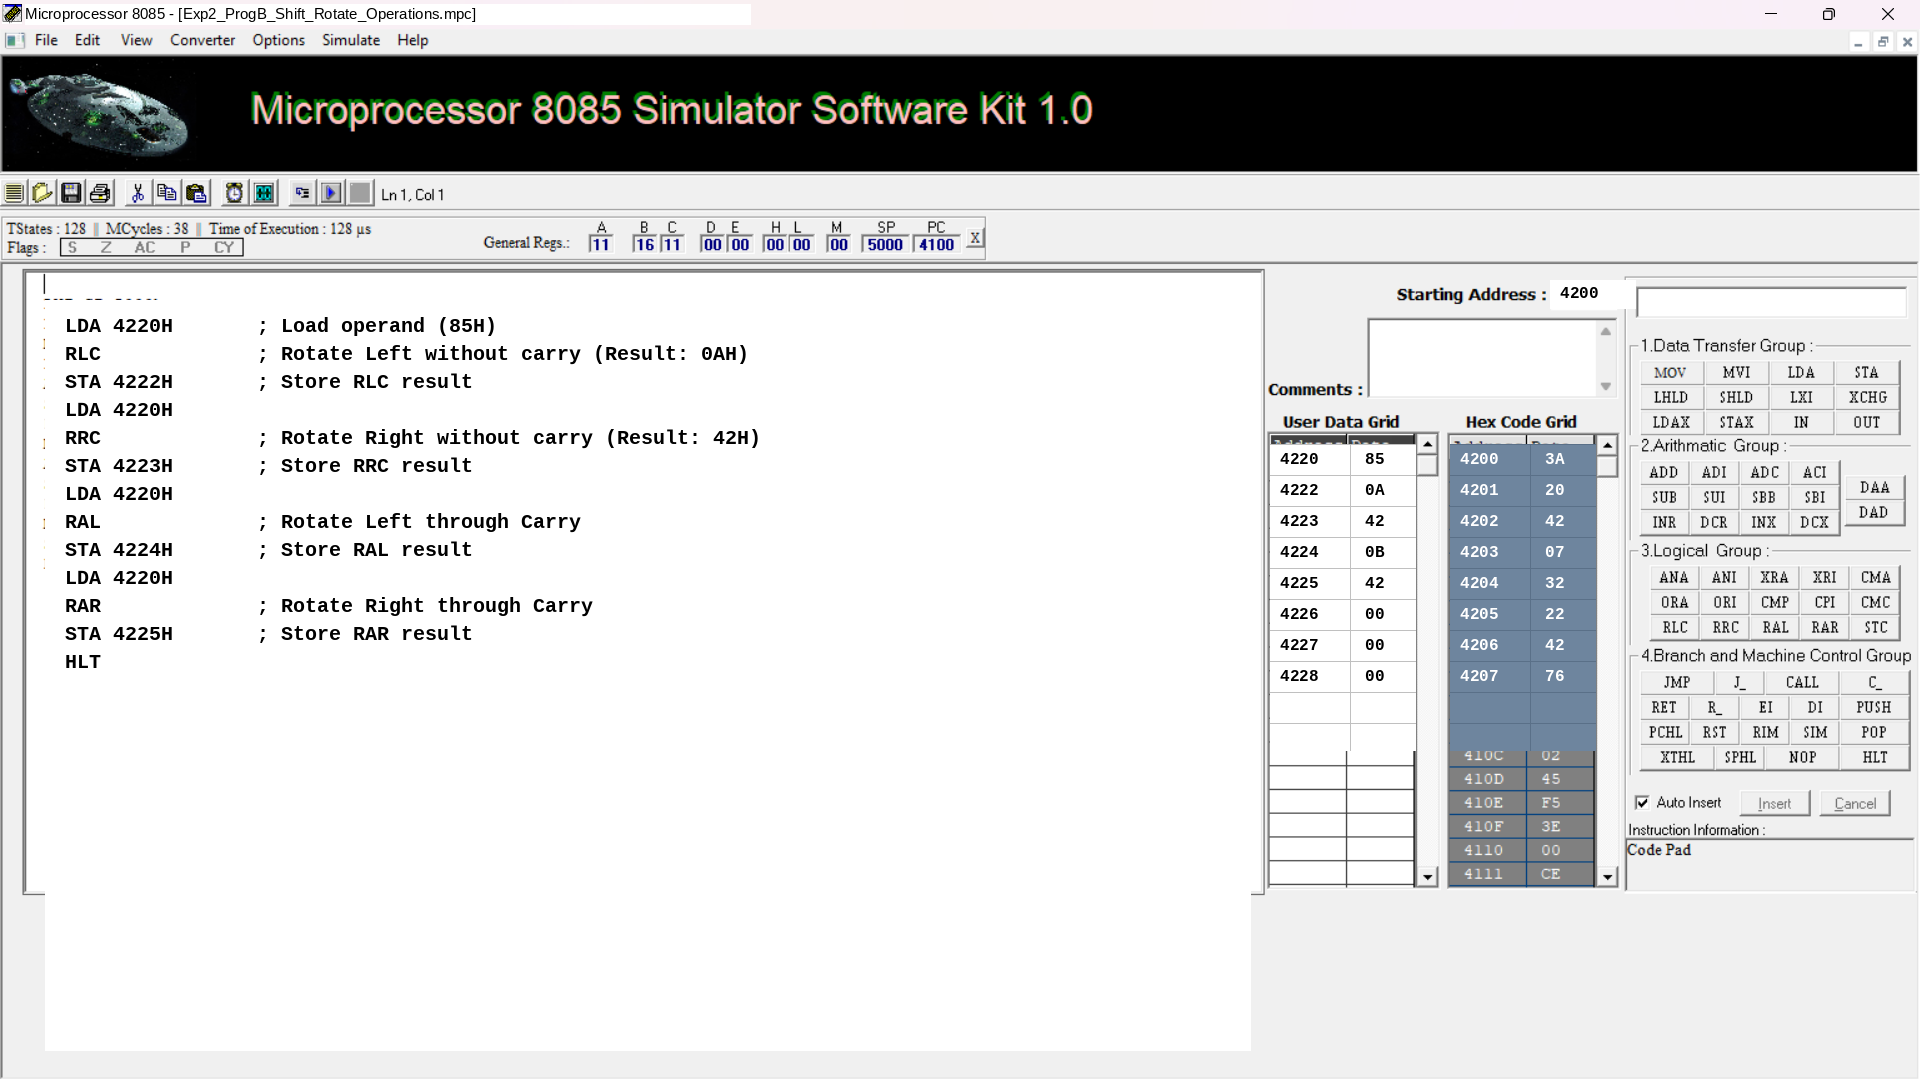 Microprocessor 8085 - [Exp2_ProgB_Shift_Rotate_Operations.mpc]
File Edit View Converter Options Simulate Help
Microprocessor 8085 Simulator Software Kit 1.0
Ln 1, Col 1
TStates : 128 || MCycles : 38 || Time of Execution : 128 µs
Flags : S Z AC P CY
General Regs.:
A B C D E H L M SP PC
11 16 11 00 00 00 00 00 5000 4100 X
LDA 4220H ; Load operand (85H)
RLC ; Rotate Left without carry (Result: 0AH)
STA 4222H ; Store RLC result
LDA 4220H
RRC ; Rotate Right without carry (Result: 42H)
STA 4223H ; Store RRC result
LDA 4220H
RAL ; Rotate Left through Carry
STA 4224H ; Store RAL result
LDA 4220H
RAR ; Rotate Right through Carry
STA 4225H ; Store RAR result
HLT
Starting Address : 4200
Comments :
User Data Grid
4220 85
4222 0A
4223 42
4224 0B
4225 42
4226 00
4227 00
4228 00
Hex Code Grid
4200 3A
4201 20
4202 42
4203 07
4204 32
4205 22
4206 42
4207 76
410C 02
410D 45
410E F5
410F 3E
4110 00
4111 CE
1.Data Transfer Group :
MOV MVI LDA STA
LHLD SHLD LXI XCHG
LDAX STAX IN OUT
2.Arithmatic Group :
ADD ADI ADC ACI
SUB SUI SBB SBI
INR DCR INX DCX
DAA
DAD
3.Logical Group :
ANA ANI XRA XRI CMA
ORA ORI CMP CPI CMC
RLC RRC RAL RAR STC
4.Branch and Machine Control Group
JMP J_ CALL C_
RET R_ EI DI PUSH
PCHL RST RIM SIM POP
XTHL SPHL NOP HLT
Auto Insert Insert Cancel
Instruction Information :
Code Pad